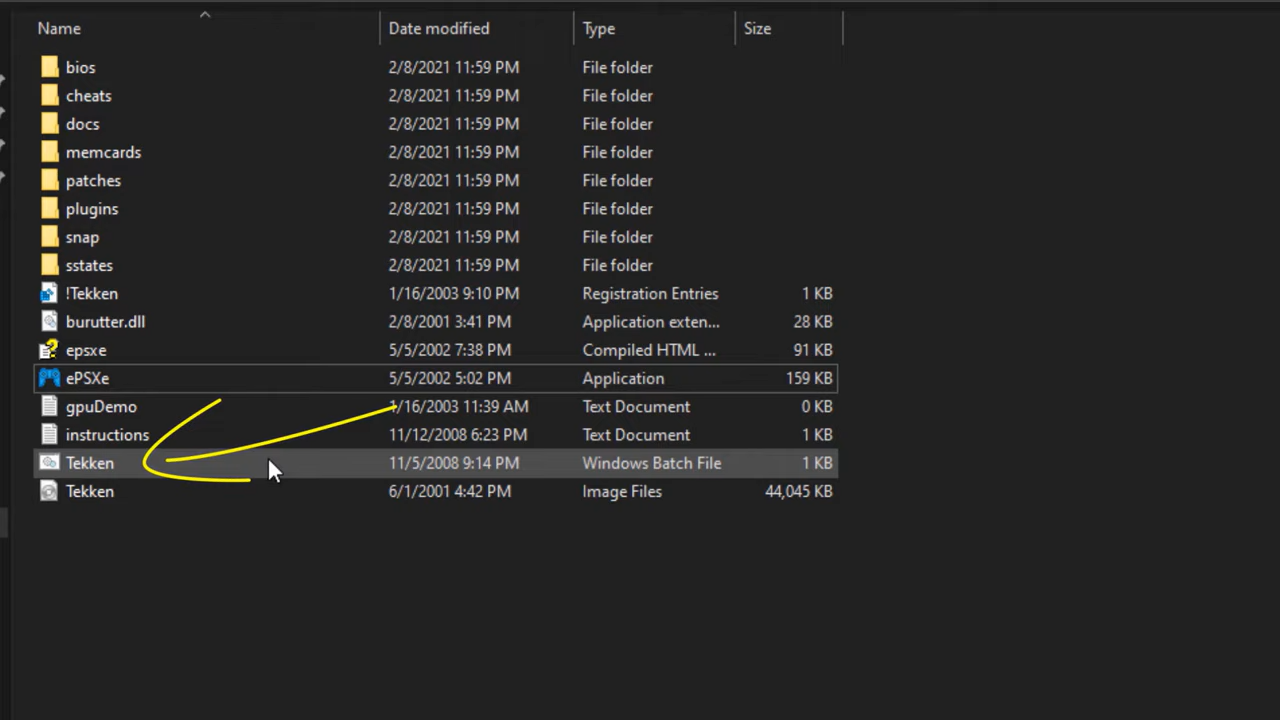 Name Date modified Type Size
bios 2/8/2021 11:59 PM File folder
cheats 2/8/2021 11:59 PM File folder
docs 2/8/2021 11:59 PM File folder
memcards 2/8/2021 11:59 PM File folder
patches 2/8/2021 11:59 PM File folder
plugins 2/8/2021 11:59 PM File folder
snap 2/8/2021 11:59 PM File folder
sstates 2/8/2021 11:59 PM File folder
!Tekken 1/16/2003 9:10 PM Registration Entries 1 KB
burutter.dll 2/8/2001 3:41 PM Application exten... 28 KB
epsxe 5/5/2002 7:38 PM Compiled HTML ... 91 KB
ePSXe 5/5/2002 5:02 PM Application 159 KB
gpuDemo 1/16/2003 11:39 AM Text Document 0 KB
instructions 11/12/2008 6:23 PM Text Document 1 KB
Tekken 11/5/2008 9:14 PM Windows Batch File 1 KB
Tekken 6/1/2001 4:42 PM Image Files 44,045 KB